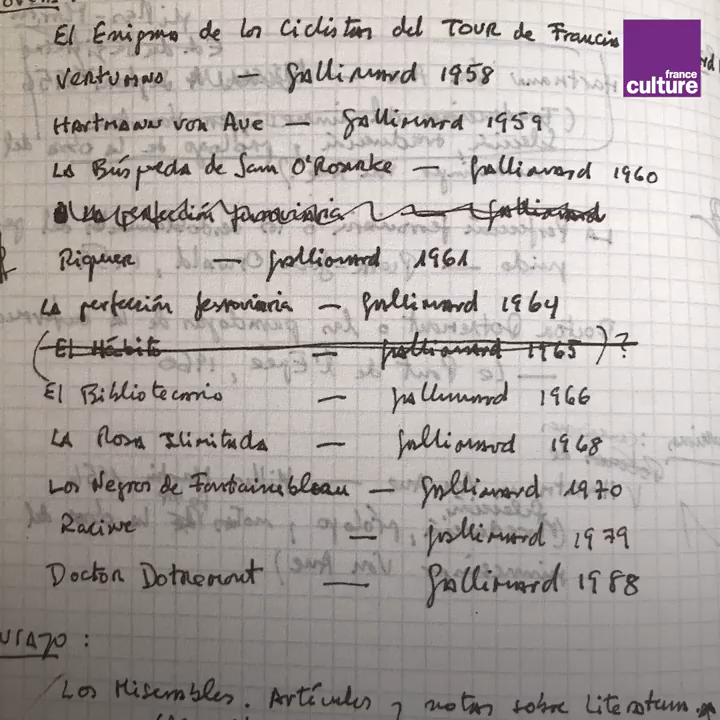 El Enigma de los Ciclistas del TOUR de Francia
france
culture
Vertumno — Gallimard 1958
Hartmann von Aue — Gallimard 1959
La Búsqueda de Sam O'Rourke — Gallimard 1960
La perfección ferroviaria — Gallimard
Riquer — Gallimard 1961
La perfección ferroviaria — Gallimard 1964
(El Hábito — Gallimard 1965)?
El Bibliotecario — Gallimard 1966
La Rosa Ilimitada — Gallimard 1968
Los Negros de Fontainebleau — Gallimard 1970
Racine — Gallimard 1979
Doctor Dotremont — Gallimard 1988
Los Miserables. Artículos y notas sobre Literatura.